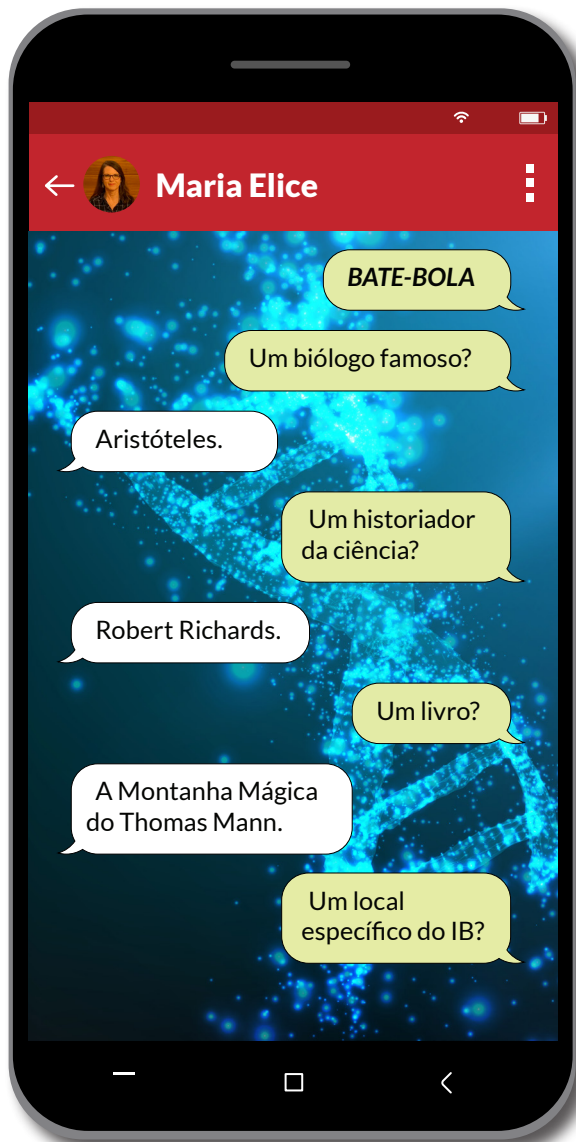 Maria Elice
BATE-BOLA
Um biólogo famoso?
Aristóteles.
Um historiador
da ciência?
Robert Richards.
Um livro?
A Montanha Mágica
do Thomas Mann.
Um local
específico do IB?